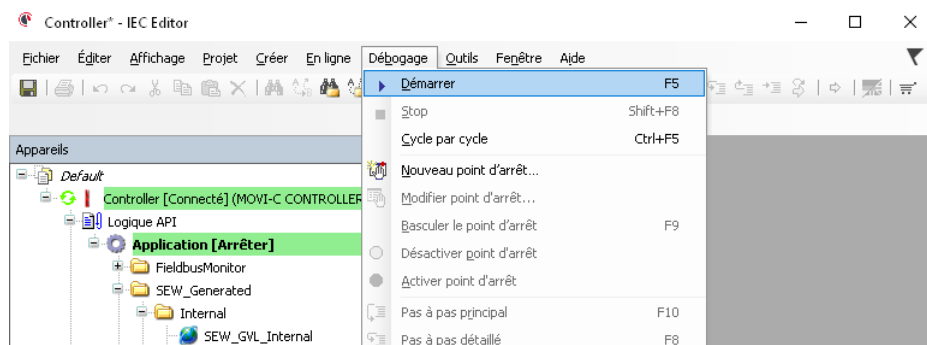 Controller* - IEC Editor
Fichier Éditer Affichage Projet Créer En ligne Débogage Outils Fenêtre Aide
Démarrer F5
Stop Shift+F8
Cycle par cycle Ctrl+F5
Appareils
Nouveau point d'arrêt...
Default
Modifier point d'arrêt...
Controller [Connecté] (MOVI-C CONTROLLER
Logique API
Basculer le point d'arrêt F9
Application [Arrêter]
Désactiver point d'arrêt
FieldbusMonitor
Activer point d'arrêt
SEW_Generated
Internal
Pas à pas principal F10
SEW_GVL_Internal
Pas à pas détaillé F8